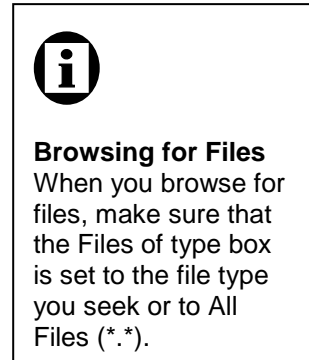 Browsing for Files
When you browse for
files, make sure that
the Files of type box
is set to the file type
you seek or to All
Files (*.*).